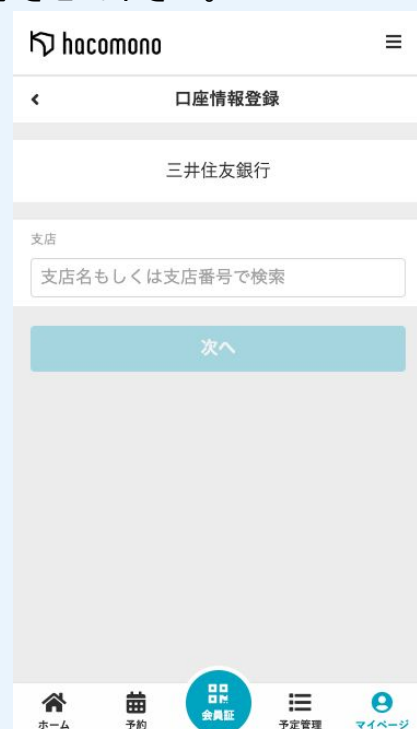 hacomono
口座情報登録
三井住友銀行
支店
支店名もしくは支店番号で検索
次へ
ホーム
予約
会員証
予定管理
マイページ